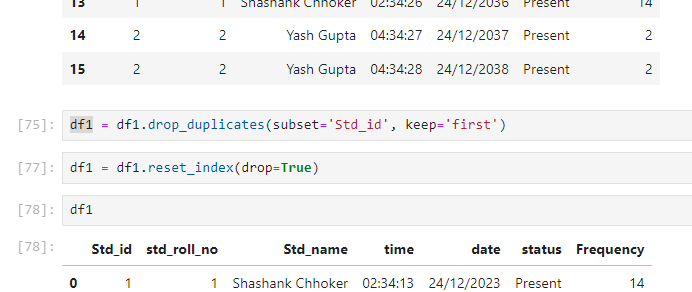 13 1 1 Shashank Chhoker 02:34:26 24/12/2036 Present 14
14 2 2 Yash Gupta 04:34:27 24/12/2037 Present 2
15 2 2 Yash Gupta 04:34:28 24/12/2038 Present 2
[75]: df1 = df1.drop_duplicates(subset='Std_id', keep='first')
[77]: df1 = df1.reset_index(drop=True)
[78]: df1
[78]: Std_id std_roll_no Std_name time date status Frequency
0 1 1 Shashank Chhoker 02:34:13 24/12/2023 Present 14